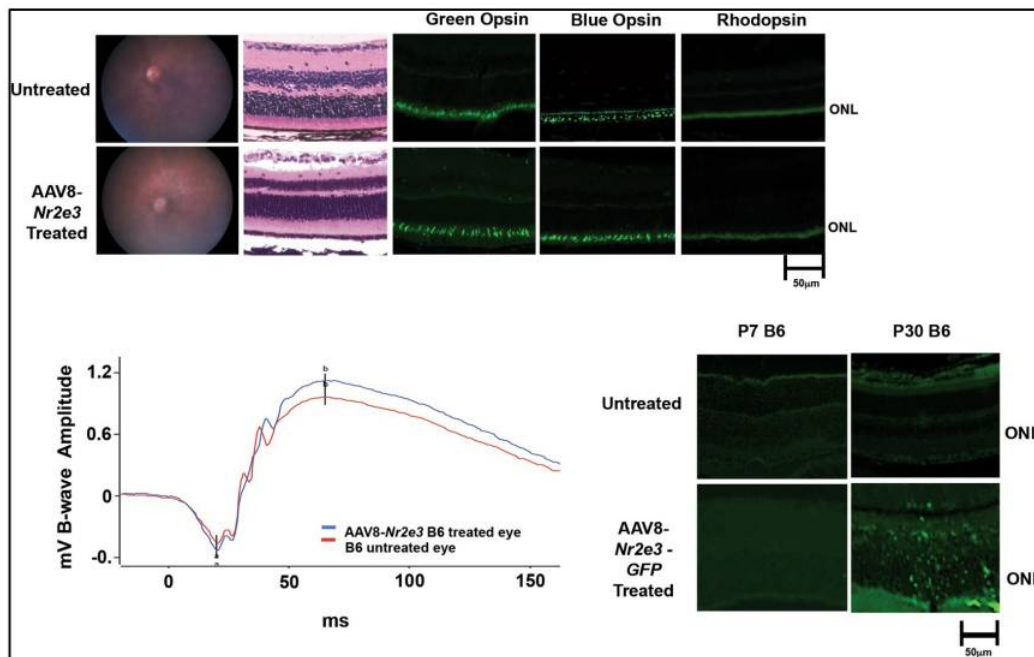 Green Opsin
Blue Opsin
Rhodopsin
Untreated
ONL
AAV8-
Nr2e3
Treated
ONL
50µm
mV B-wave Amplitude
1.2
0.6
0
-0.
b
b
a
a
AAV8-Nr2e3 B6 treated eye
B6 untreated eye
0
50
100
150
ms
P7 B6
P30 B6
Untreated
ONL
AAV8-
Nr2e3 -
GFP
Treated
ONL
50µm